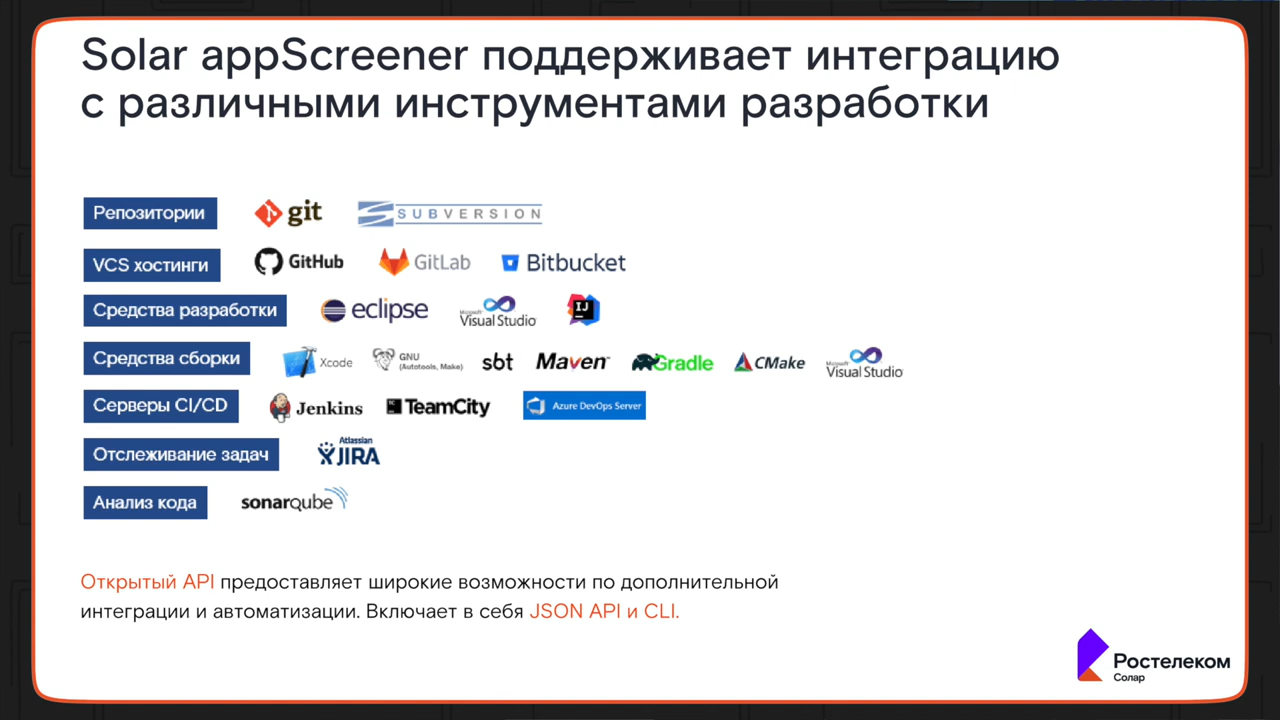 Solar appScreener поддерживает интеграцию
с различными инструментами разработки
Репозитории git SUBVERSION
VCS хостинги GitHub GitLab Bitbucket
Средства разработки eclipse Microsoft Visual Studio IJ
Средства сборки Xcode GNU (Autotools, Make) sbt Maven Gradle CMake Microsoft Visual Studio
Серверы CI/CD Jenkins TeamCity Azure DevOps Server
Отслеживание задач Atlassian JIRA
Анализ кода sonarqube
Открытый API предоставляет широкие возможности по дополнительной
интеграции и автоматизации. Включает в себя JSON API и CLI.
Ростелеком
Солар